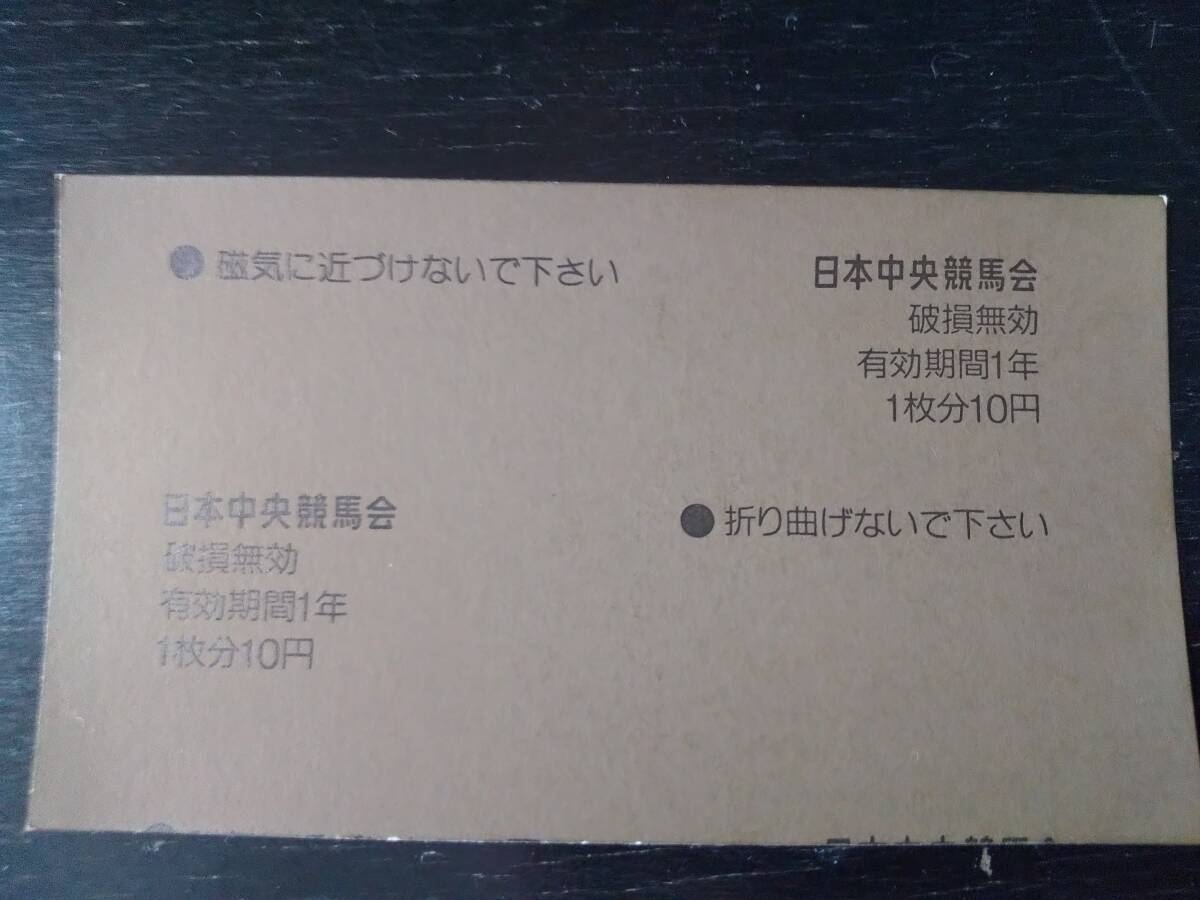 ● 磁気に近づけないで下さい
日本中央競馬会
破損無効
有効期間1年
1枚分10円
日本中央競馬会
破損無効
有効期間1年
1枚分10円
● 折り曲げないで下さい